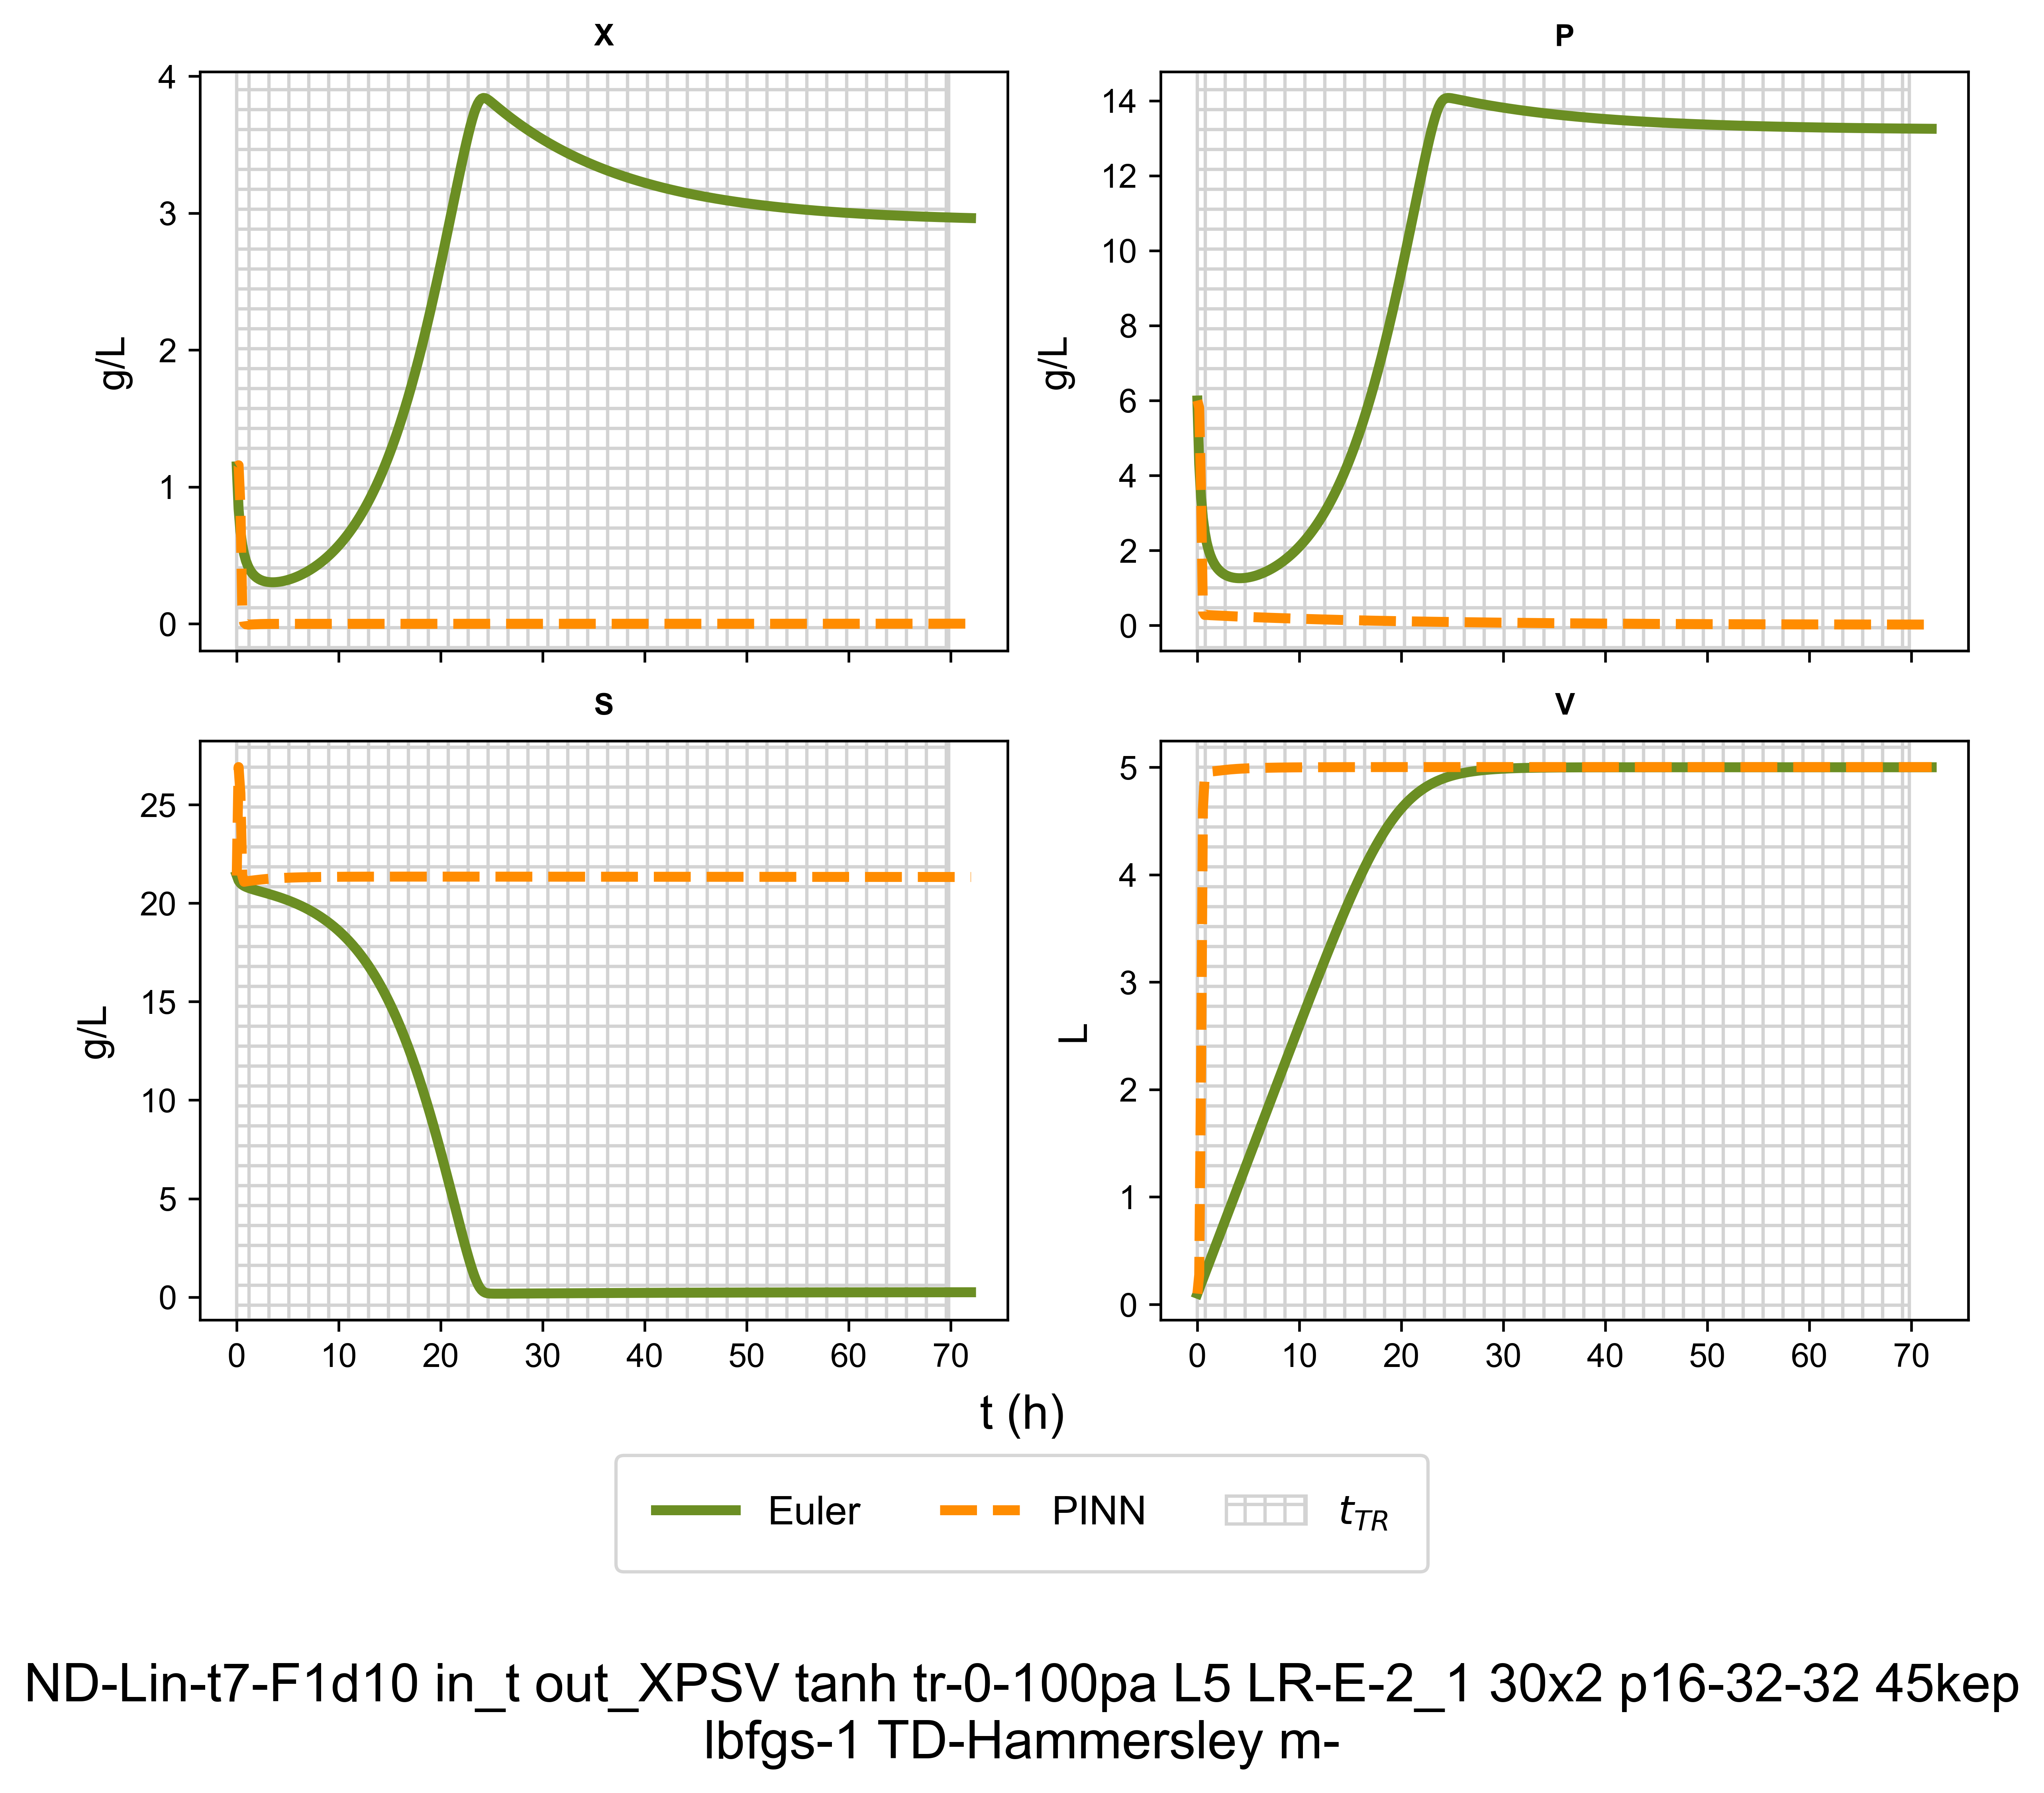 X
P
4
3
2
1
0
g/L
14
12
10
8
6
4
2
0
g/L
S
V
25
20
15
10
5
0
g/L
0 10 20 30 40 50 60 70
5
4
3
2
1
0
L
0 10 20 30 40 50 60 70
t (h)
Euler PINN t_TR
ND-Lin-t7-F1d10 in_t out_XPSV tanh tr-0-100pa L5 LR-E-2_1 30x2 p16-32-32 45kep
lbfgs-1 TD-Hammersley m-